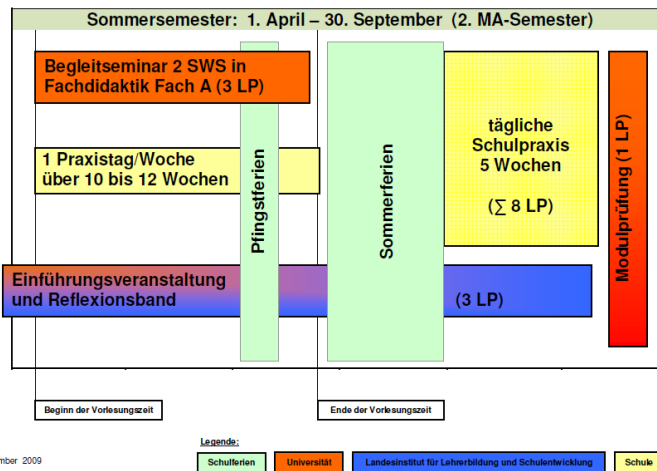 Sommersemester: 1. April – 30. September (2. MA-Semester)
Begleitseminar 2 SWS in
Fachdidaktik Fach A (3 LP)
1 Praxistag/Woche
über 10 bis 12 Wochen
Pfingstferien
Sommerferien
tägliche
Schulpraxis
5 Wochen
(∑ 8 LP)
Modulprüfung (1 LP)
Einführungsveranstaltung
und Reflexionsband
(3 LP)
Beginn der Vorlesungszeit
Ende der Vorlesungszeit
Legende:
mber 2009
Schulferien
Universität
Landesinstitut für Lehrerbildung und Schulentwicklung
Schule